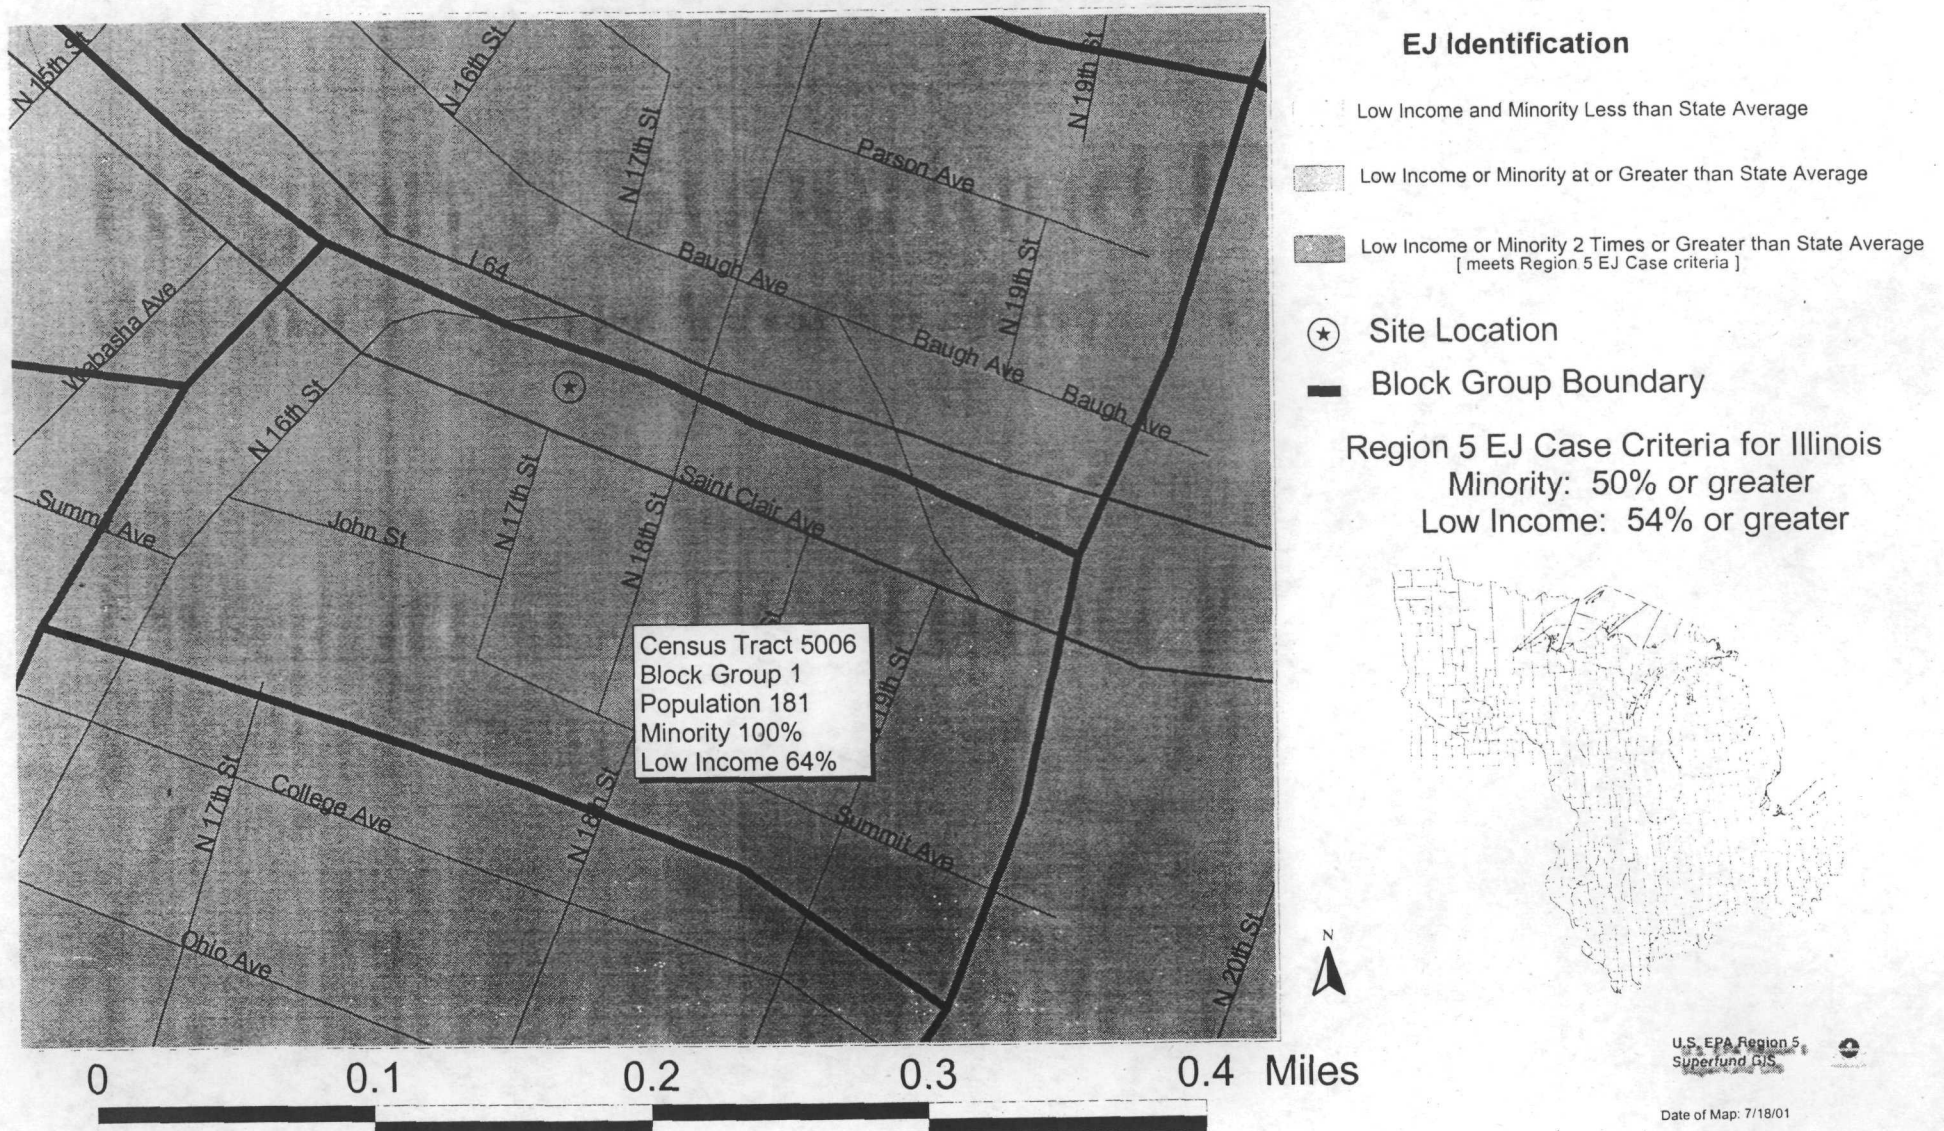 N 15th St
N 16th St
N 17th St
N 19th St
Parson Ave
I 64
Baugh Ave
N 19th St
Baugh Ave
Baugh Ave
Wabasha Ave
N 16th St
Summit Ave
John St
N 17th St
N 18th St
Saint Clair Ave
St
N 19th St
Census Tract 5006
Block Group 1
Population 181
Minority 100%
Low Income 64%
N 17th St
College Ave
N 18th St
Summit Ave
Ohio Ave
N 20th St
0 0.1 0.2 0.3 0.4 Miles
EJ Identification
Low Income and Minority Less than State Average
Low Income or Minority at or Greater than State Average
Low Income or Minority 2 Times or Greater than State Average
[ meets Region 5 EJ Case criteria ]
Site Location
Block Group Boundary
Region 5 EJ Case Criteria for Illinois
Minority: 50% or greater
Low Income: 54% or greater
N
U.S. EPA Region 5
Superfund GIS
Date of Map: 7/18/01